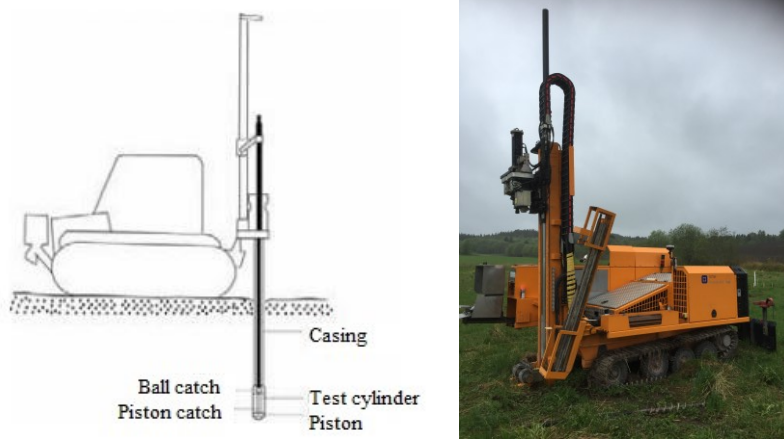 Casing
Ball catch
Test cylinder
Piston catch
Piston